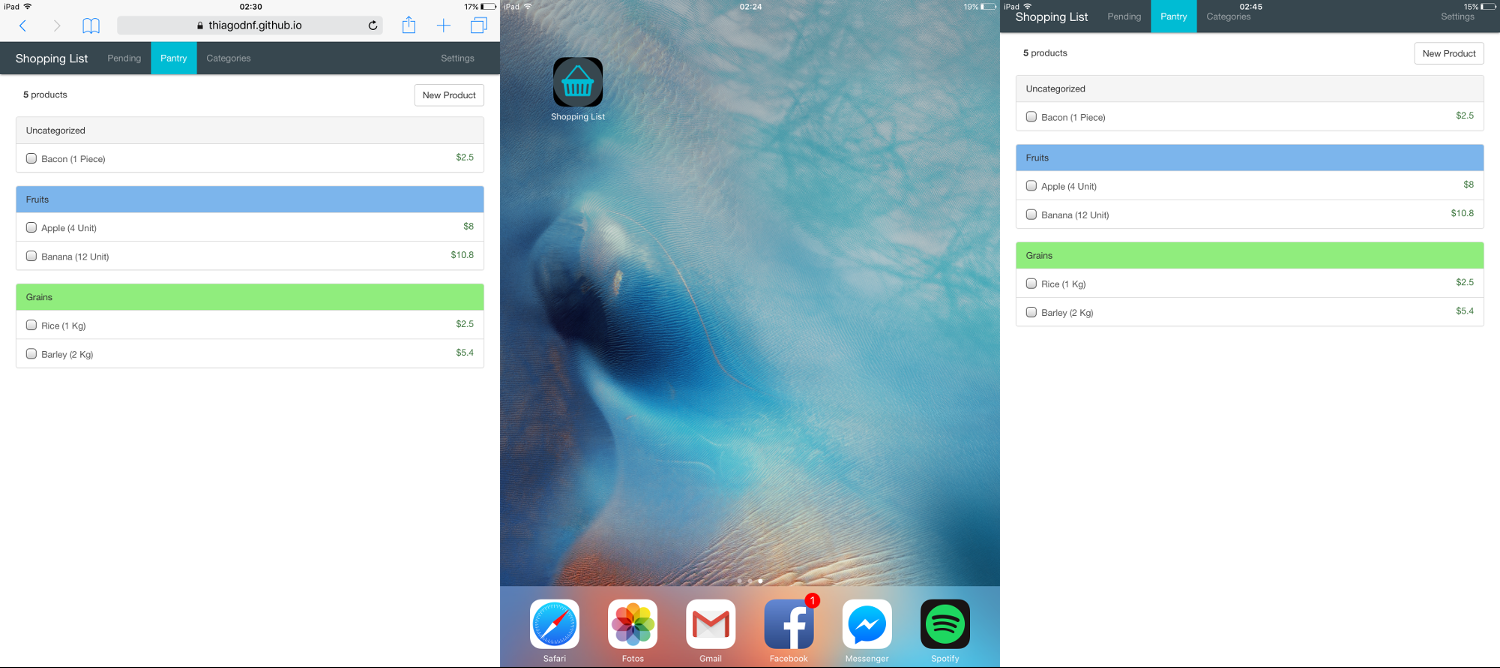 iPad 02:30 17%
thiagodnf.github.io
Shopping List Pending Pantry Categories Settings
5 products New Product
Uncategorized
Bacon (1 Piece) $2.5
Fruits
Apple (4 Unit) $8
Banana (12 Unit) $10.8
Grains
Rice (1 Kg) $2.5
Barley (2 Kg) $5.4
iPad 02:24 19%
Shopping List
1
Safari Fotos Gmail Facebook Messenger Spotify
iPad 02:45 15%
Shopping List Pending Pantry Categories Settings
5 products New Product
Uncategorized
Bacon (1 Piece) $2.5
Fruits
Apple (4 Unit) $8
Banana (12 Unit) $10.8
Grains
Rice (1 Kg) $2.5
Barley (2 Kg) $5.4